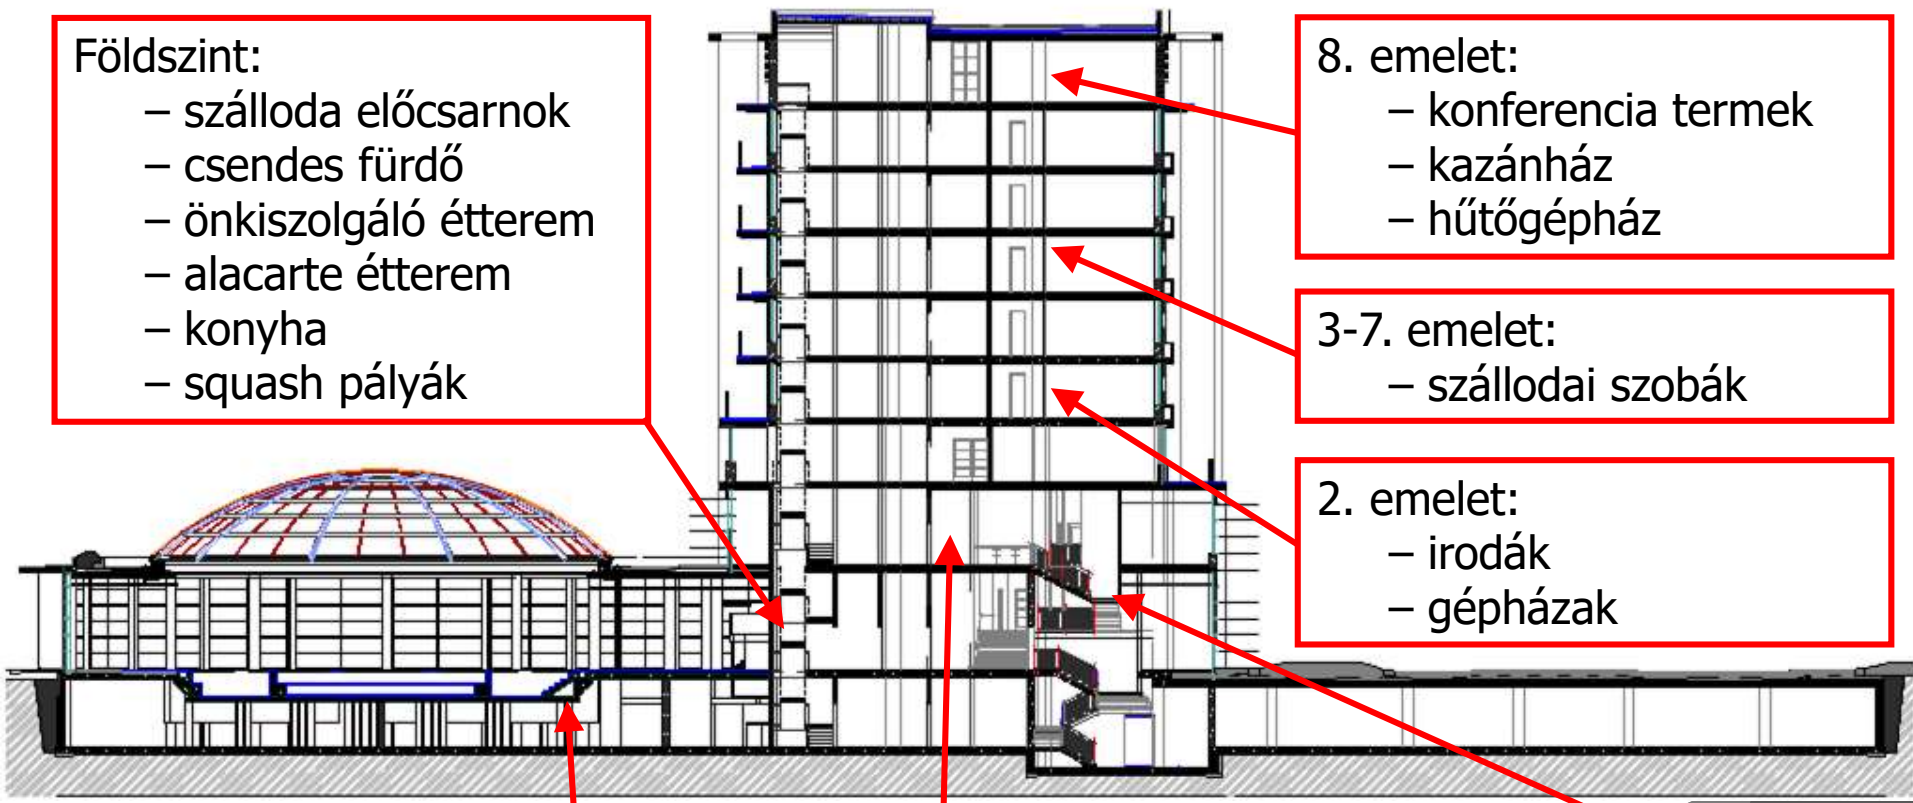 Földszint:
– szálloda előcsarnok
– csendes fürdő
– önkiszolgáló étterem
– alacarte étterem
– konyha
– squash pályák
8. emelet:
– konferencia termek
– kazánház
– hűtőgépház
3-7. emelet:
– szállodai szobák
2. emelet:
– irodák
– gépházak